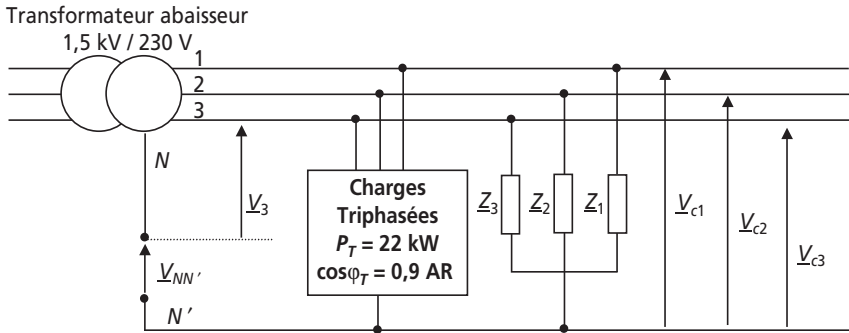 Transformateur abaisseur
1,5 kV / 230 V
1
2
3
N
V3
VNN'
N'
Charges
Triphasées
PT = 22 kW
cosφT = 0,9 AR
Z3
Z2
Z1
Vc1
Vc2
Vc3